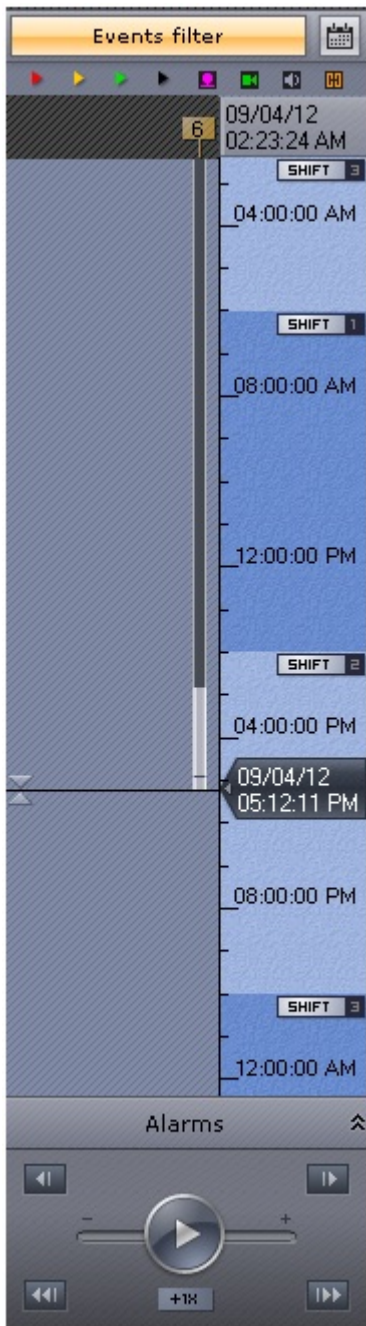 Events filter
6
09/04/12
02:23:24 AM
SHIFT 3
04:00:00 AM
SHIFT 1
08:00:00 AM
12:00:00 PM
SHIFT 2
04:00:00 PM
09/04/12
05:12:11 PM
08:00:00 PM
SHIFT 3
12:00:00 AM
Alarms
- +
+1X